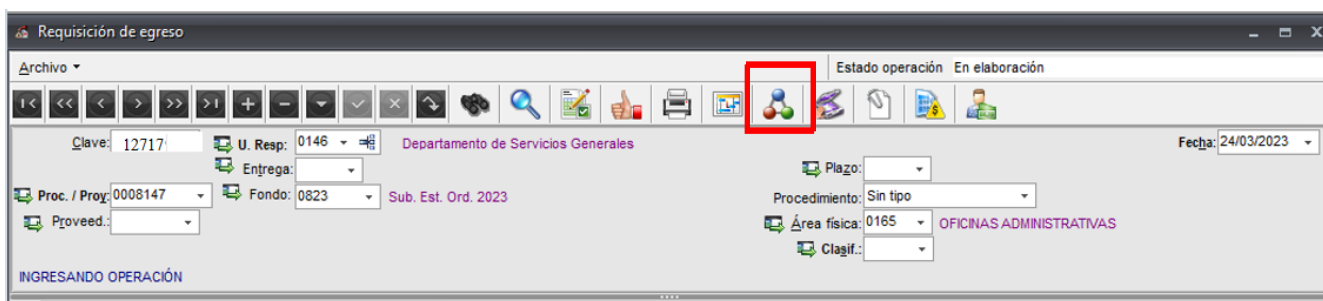 Requisición de egreso
Archivo
Estado operación En elaboración
Clave: 12717
U. Resp: 0146 Departamento de Servicios Generales
Fecha: 24/03/2023
Entrega:
Plazo:
Proc. / Proy: 0008147
Fondo: 0823 Sub. Est. Ord. 2023
Procedimiento: Sin tipo
Proveed.:
Área física: 0165 OFICINAS ADMINISTRATIVAS
Clasif.:
INGRESANDO OPERACIÓN